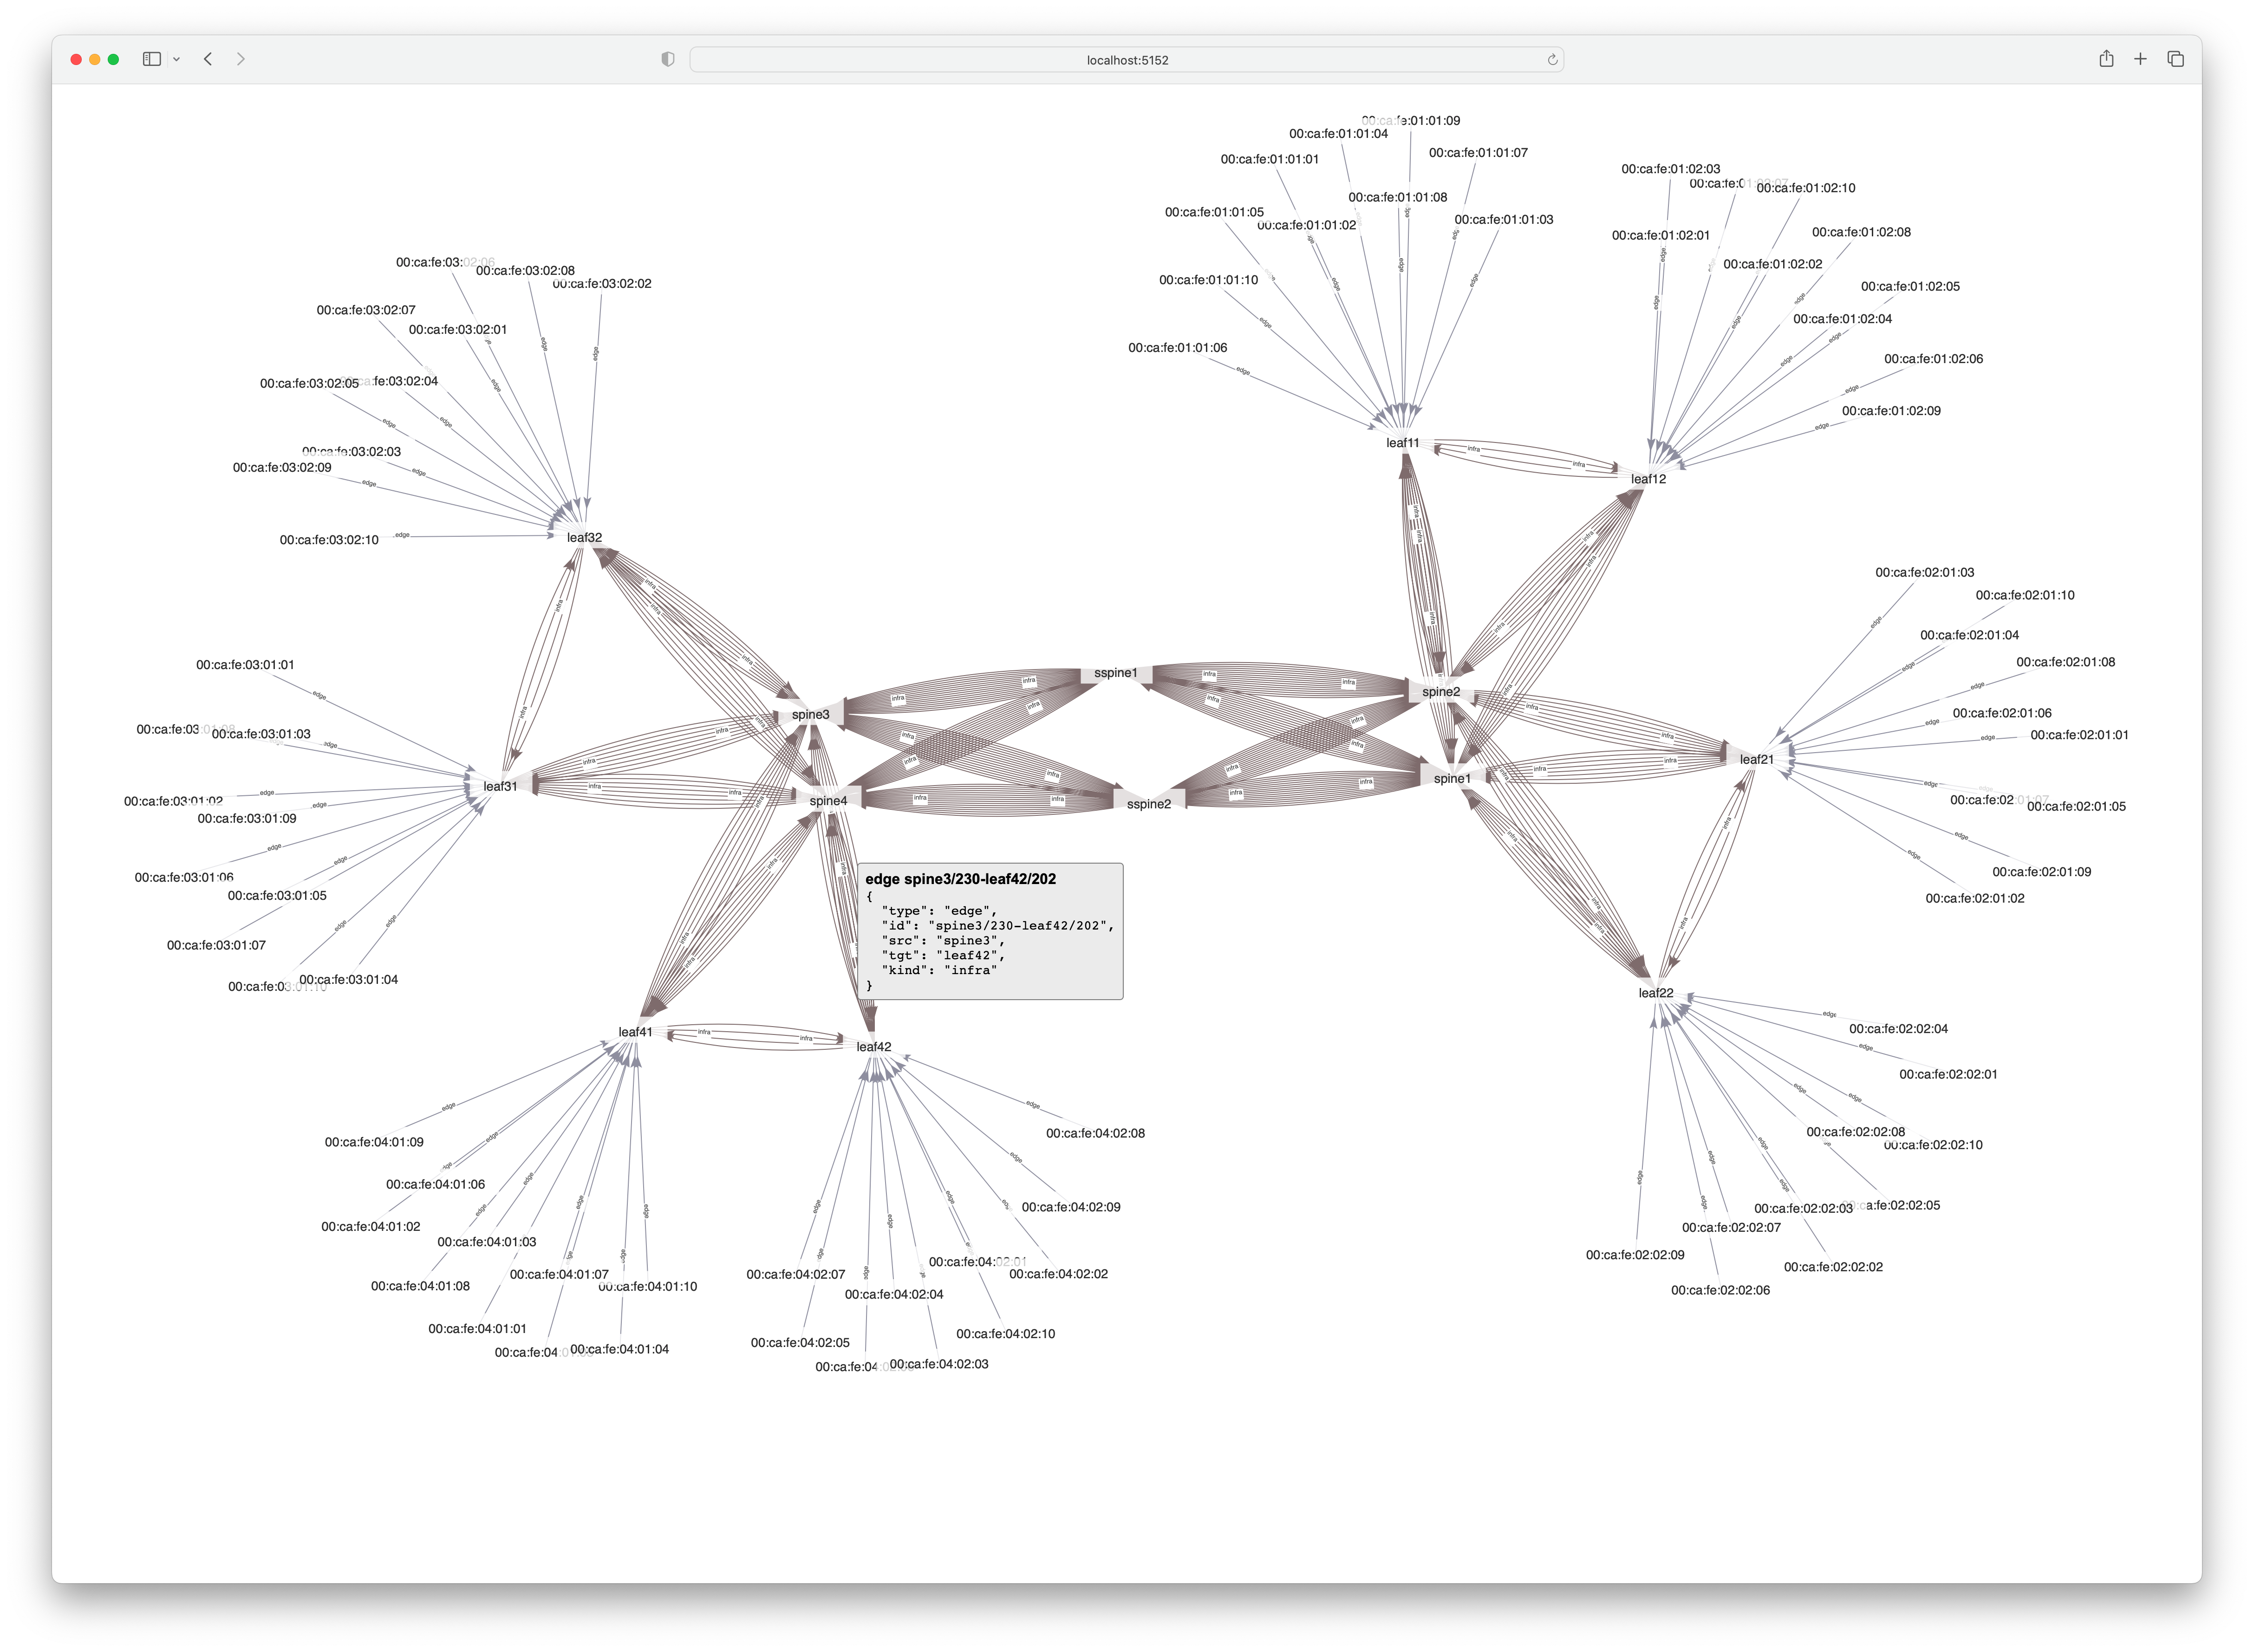 localhost:5152
00:ca:fe:01:01:09
00:ca:fe:01:01:04
00:ca:fe:01:01:07
00:ca:fe:01:01:01
00:ca:fe:01:01:08
00:ca:fe:01:01:05
00:ca:fe:01:01:02
00:ca:fe:01:01:03
00:ca:fe:01:01:10
00:ca:fe:01:01:06
leaf11
00:ca:fe:01:02:03
00:ca:fe:01:02:07
00:ca:fe:01:02:10
00:ca:fe:01:02:01
00:ca:fe:01:02:08
00:ca:fe:01:02:02
00:ca:fe:01:02:05
00:ca:fe:01:02:04
00:ca:fe:01:02:06
00:ca:fe:01:02:09
leaf12
00:ca:fe:03:02:06
00:ca:fe:03:02:08
00:ca:fe:03:02:02
00:ca:fe:03:02:07
00:ca:fe:03:02:01
00:ca:fe:03:02:05
00:ca:fe:03:02:04
00:ca:fe:03:02:03
00:ca:fe:03:02:09
00:ca:fe:03:02:10
leaf32
00:ca:fe:02:01:03
00:ca:fe:02:01:10
00:ca:fe:02:01:04
00:ca:fe:02:01:08
00:ca:fe:02:01:06
00:ca:fe:02:01:01
leaf21
00:ca:fe:02:01:07
00:ca:fe:02:01:05
00:ca:fe:02:01:09
00:ca:fe:02:01:02
sspine1
spine2
spine3
spine1
spine4
sspine2
infra
edge
00:ca:fe:03:01:01
00:ca:fe:03:01:08
00:ca:fe:03:01:03
leaf31
00:ca:fe:03:01:02
00:ca:fe:03:01:09
00:ca:fe:03:01:06
00:ca:fe:03:01:05
00:ca:fe:03:01:07
00:ca:fe:03:01:10
00:ca:fe:03:01:04
edge spine3/230-leaf42/202
{
"type": "edge",
"id": "spine3/230-leaf42/202",
"src": "spine3",
"tgt": "leaf42",
"kind": "infra"
}
leaf41
leaf42
leaf22
00:ca:fe:04:01:09
00:ca:fe:04:01:06
00:ca:fe:04:01:02
00:ca:fe:04:01:03
00:ca:fe:04:01:07
00:ca:fe:04:01:08
00:ca:fe:04:01:10
00:ca:fe:04:01:01
00:ca:fe:04:01:04
00:ca:fe:04:02:08
00:ca:fe:04:02:09
00:ca:fe:04:02:01
00:ca:fe:04:02:07
00:ca:fe:04:02:02
00:ca:fe:04:02:04
00:ca:fe:04:02:10
00:ca:fe:04:02:05
00:ca:fe:04:02:03
00:ca:fe:02:02:04
00:ca:fe:02:02:01
00:ca:fe:02:02:08
00:ca:fe:02:02:10
00:ca:fe:02:02:03
00:ca:fe:02:02:05
00:ca:fe:02:02:07
00:ca:fe:02:02:09
00:ca:fe:02:02:02
00:ca:fe:02:02:06